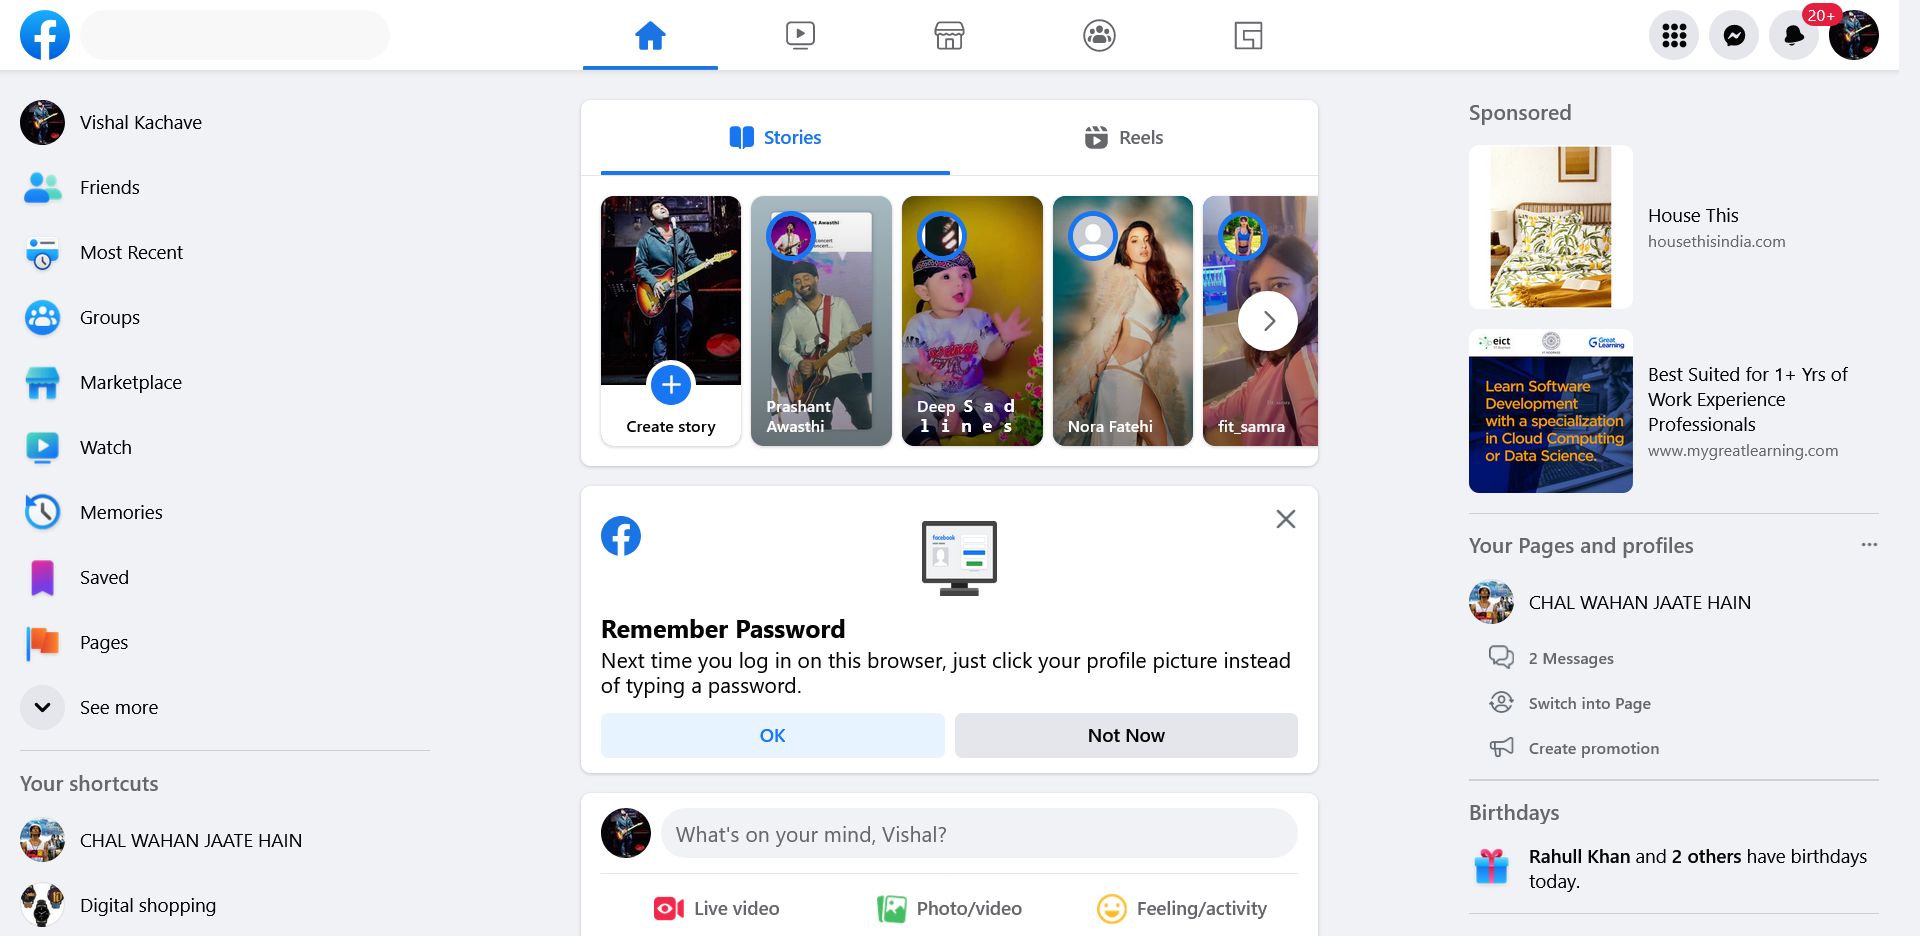 20+
Vishal Kachave
Friends
Most Recent
Groups
Marketplace
Watch
Memories
Saved
Pages
See more
Your shortcuts
CHAL WAHAN JAATE HAIN
Digital shopping
Stories
Reels
Create story
Prashant
Awasthi
Deep S a d
l i n e s
Nora Fatehi
fit_samra
facebook
Remember Password
Next time you log in on this browser, just click your profile picture instead
of typing a password.
OK
Not Now
What's on your mind, Vishal?
Live video
Photo/video
Feeling/activity
Sponsored
House This
housethisindia.com
eict
Great
Learning
Learn Software
Development
with a specialization
in Cloud Computing
or Data Science.
Best Suited for 1+ Yrs of
Work Experience
Professionals
www.mygreatlearning.com
Your Pages and profiles
CHAL WAHAN JAATE HAIN
2 Messages
Switch into Page
Create promotion
Birthdays
Rahull Khan and 2 others have birthdays
today.